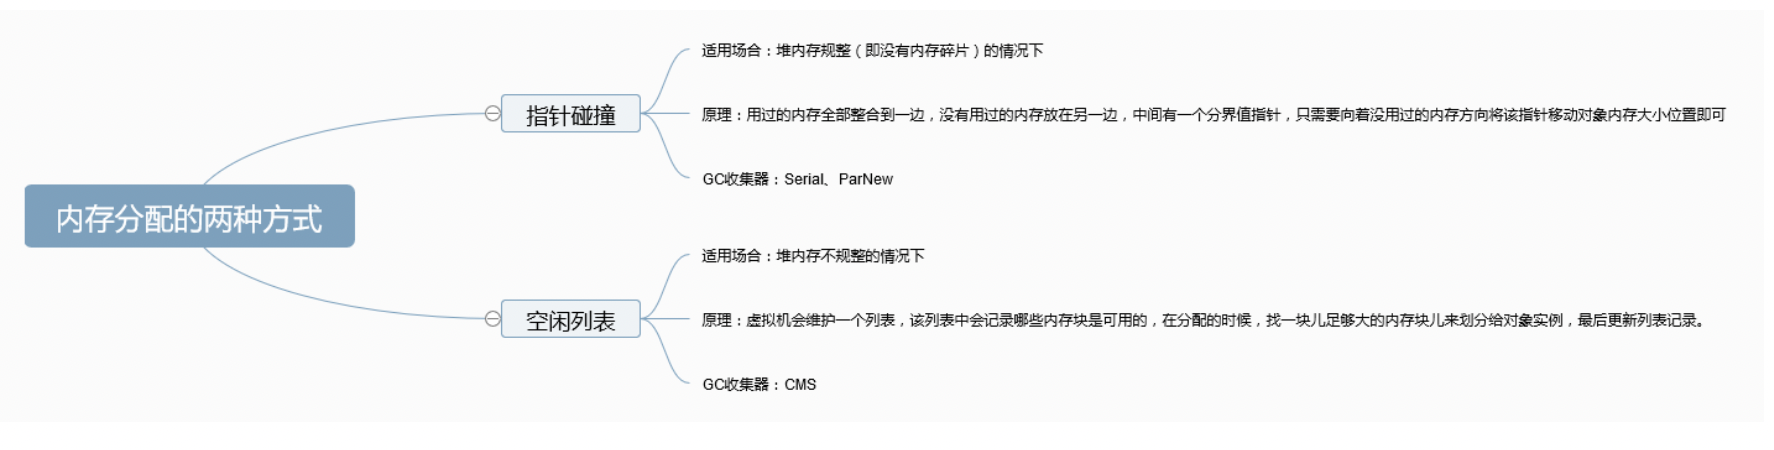 内存分配的两种方式
指针碰撞
适用场合：堆内存规整（即没有内存碎片）的情况下
原理：用过的内存全部整合到一边，没有用过的内存放在另一边，中间有一个分界值指针，只需要向着没用过的内存方向将该指针移动对象内存大小位置即可
GC收集器：Serial、ParNew
空闲列表
适用场合：堆内存不规整的情况下
原理：虚拟机会维护一个列表，该列表中会记录哪些内存块是可用的，在分配的时候，找一块儿足够大的内存块儿来划分给对象实例，最后更新列表记录。
GC收集器：CMS